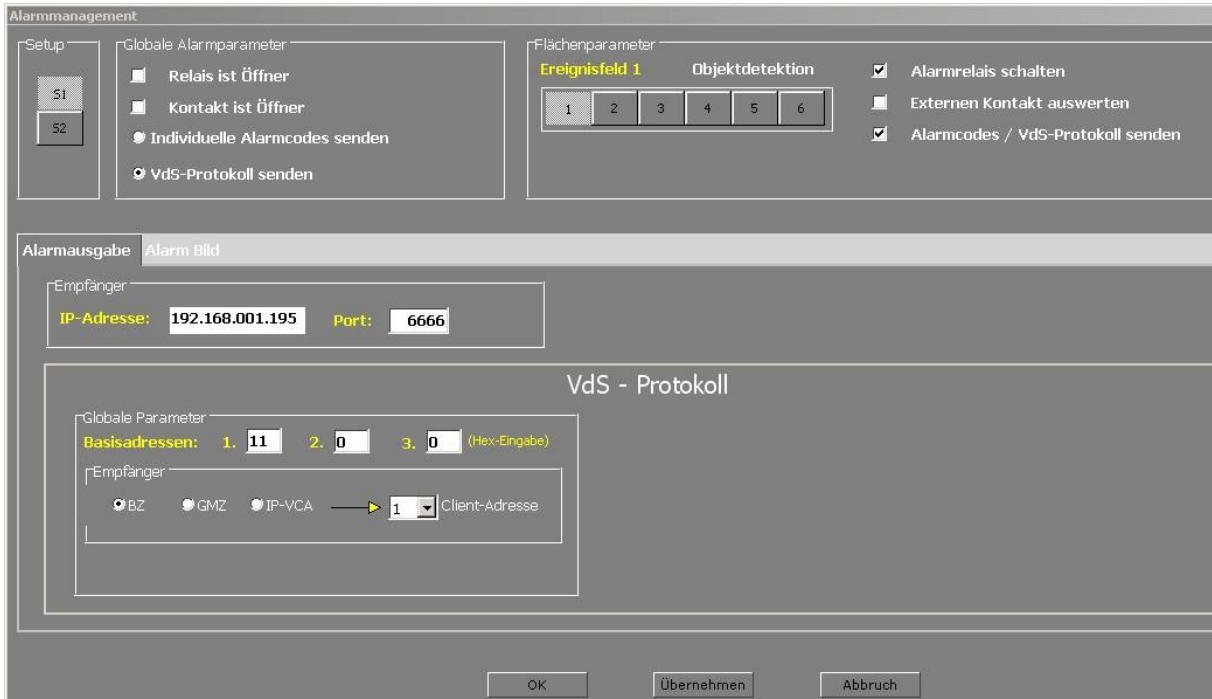 Alarmmanagement
Setup
S1
S2
Globale Alarmparameter
Relais ist Öffner
Kontakt ist Öffner
Individuelle Alarmcodes senden
VdS-Protokoll senden
Flächenparameter
Ereignisfeld 1 Objektdetektion
1 2 3 4 5 6
Alarmrelais schalten
Externen Kontakt auswerten
Alarmcodes / VdS-Protokoll senden
Alarmausgabe Alarm Bild
Empfänger
IP-Adresse: 192.168.001.195 Port: 6666
VdS - Protokoll
Globale Parameter
Basisadressen: 1. 11 2. 0 3. 0 (Hex-Eingabe)
Empfänger
BZ GMZ IP-VCA 1 Client-Adresse
OK Übernehmen Abbruch